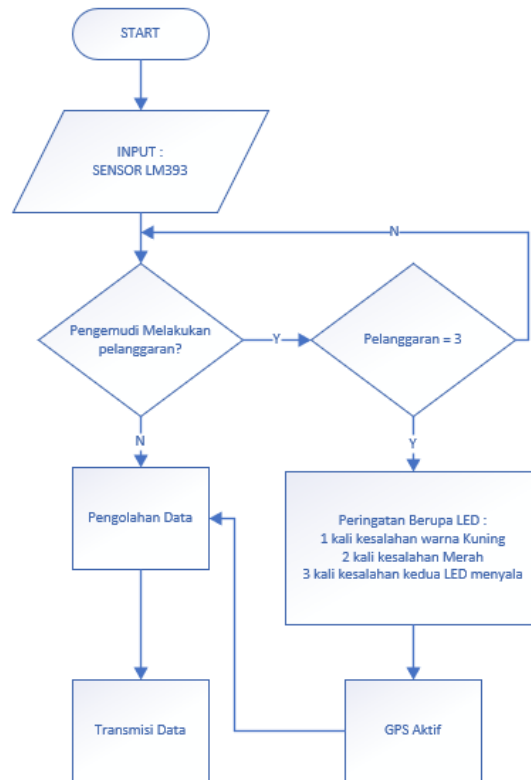 START
INPUT :
SENSOR LM393
N
Pengemudi Melakukan
pelanggaran?
Y
Pelanggaran = 3
N
Y
Pengolahan Data
Peringatan Berupa LED :
1 kali kesalahan warna Kuning
2 kali kesalahan Merah
3 kali kesalahan kedua LED menyala
Transmisi Data
GPS Aktif